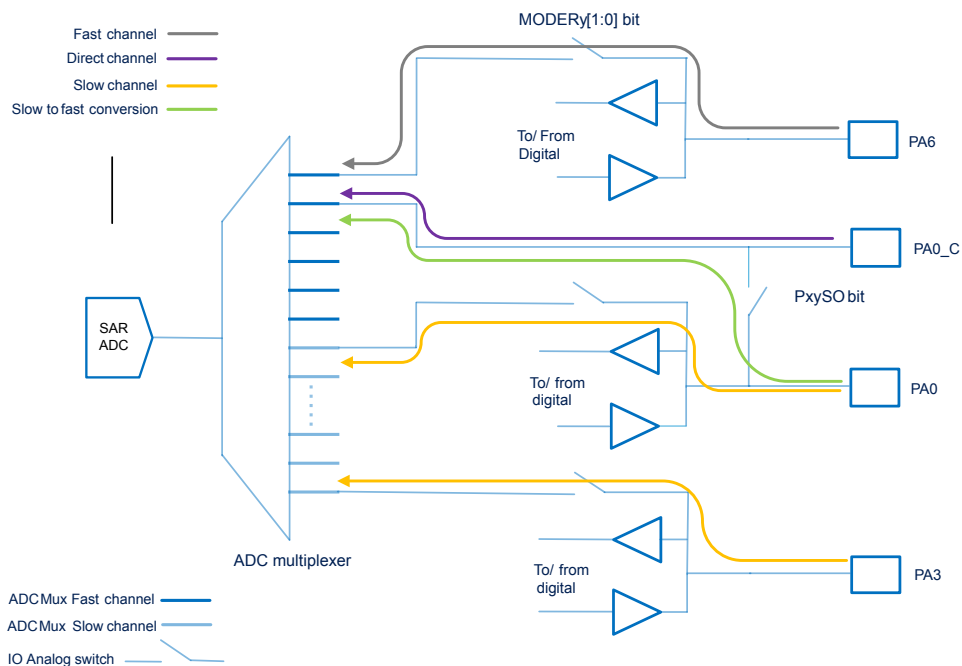 MODERy[1:0] bit
Fast channel
Direct channel
Slow channel
Slow to fast conversion
To/ From
Digital
PA6
PA0_C
PxySO bit
SAR
ADC
To/ from
digital
PA0
ADC multiplexer
To/ from
digital
PA3
ADC Mux Fast channel
ADC Mux Slow channel
IO Analog switch